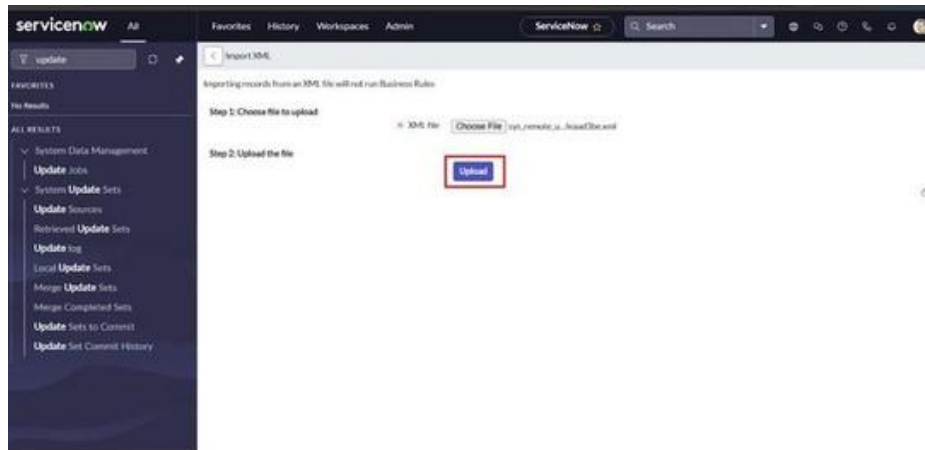 servicenow All Favorites History Workspaces Admin ServiceNow Search
update Import XML
Importing records from an XML file will not run Business Rules
FAVORITES
No Results
Step 1: Choose file to upload
XML file Choose File
ALL RESULTS
System Data Management
Step 2: Upload the file
Upload
Update Jobs
System Update Sets
Update Sources
Retrieved Update Sets
Update log
Local Update Sets
Merge Update Sets
Merge Completed Sets
Update Sets to Commit
Update Set Commit History